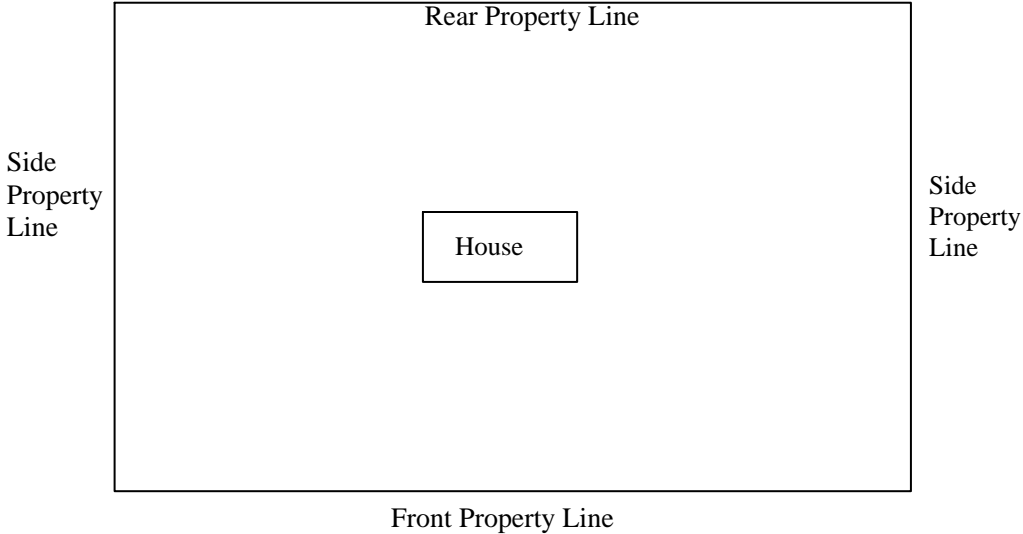 Rear Property Line
Side
Property
Line
Side
Property
Line
House
Front Property Line